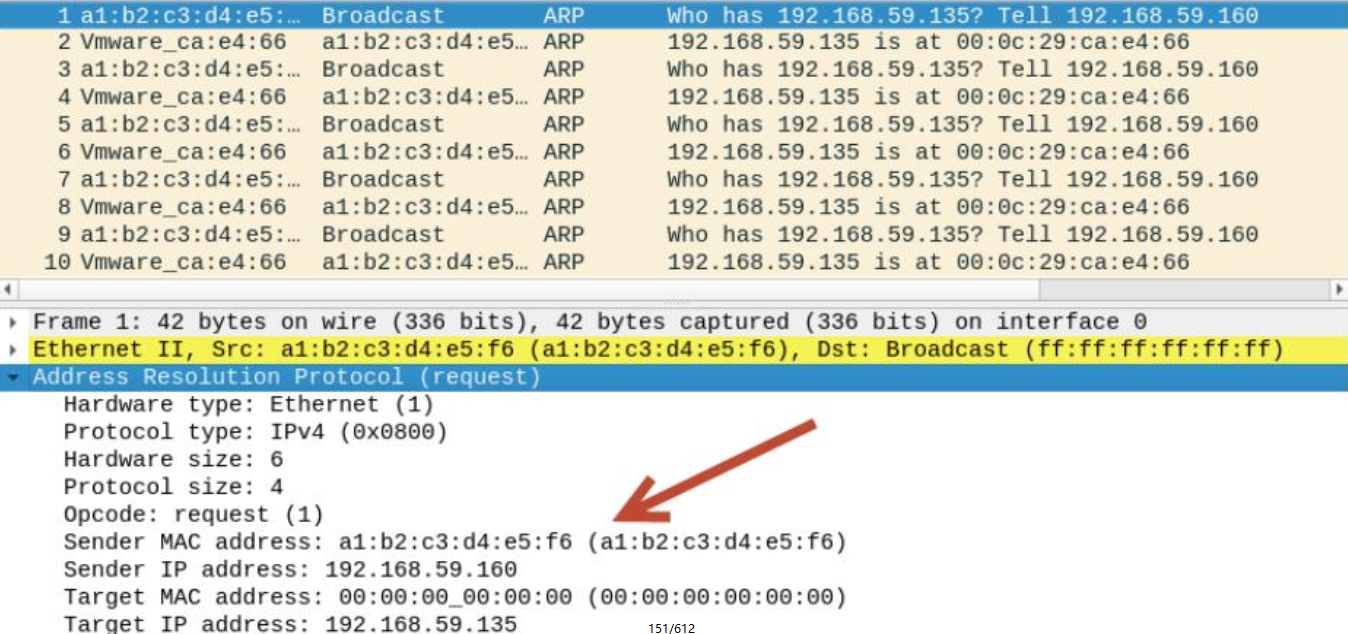 1 a1:b2:c3:d4:e5:… Broadcast ARP Who has 192.168.59.135? Tell 192.168.59.160
2 Vmware_ca:e4:66 a1:b2:c3:d4:e5… ARP 192.168.59.135 is at 00:0c:29:ca:e4:66
3 a1:b2:c3:d4:e5:… Broadcast ARP Who has 192.168.59.135? Tell 192.168.59.160
4 Vmware_ca:e4:66 a1:b2:c3:d4:e5… ARP 192.168.59.135 is at 00:0c:29:ca:e4:66
5 a1:b2:c3:d4:e5:… Broadcast ARP Who has 192.168.59.135? Tell 192.168.59.160
6 Vmware_ca:e4:66 a1:b2:c3:d4:e5… ARP 192.168.59.135 is at 00:0c:29:ca:e4:66
7 a1:b2:c3:d4:e5:… Broadcast ARP Who has 192.168.59.135? Tell 192.168.59.160
8 Vmware_ca:e4:66 a1:b2:c3:d4:e5… ARP 192.168.59.135 is at 00:0c:29:ca:e4:66
9 a1:b2:c3:d4:e5:… Broadcast ARP Who has 192.168.59.135? Tell 192.168.59.160
10 Vmware_ca:e4:66 a1:b2:c3:d4:e5… ARP 192.168.59.135 is at 00:0c:29:ca:e4:66
Frame 1: 42 bytes on wire (336 bits), 42 bytes captured (336 bits) on interface 0
Ethernet II, Src: a1:b2:c3:d4:e5:f6 (a1:b2:c3:d4:e5:f6), Dst: Broadcast (ff:ff:ff:ff:ff:ff)
Address Resolution Protocol (request)
Hardware type: Ethernet (1)
Protocol type: IPv4 (0x0800)
Hardware size: 6
Protocol size: 4
Opcode: request (1)
Sender MAC address: a1:b2:c3:d4:e5:f6 (a1:b2:c3:d4:e5:f6)
Sender IP address: 192.168.59.160
Target MAC address: 00:00:00_00:00:00 (00:00:00:00:00:00)
Target IP address: 192.168.59.135
151/612